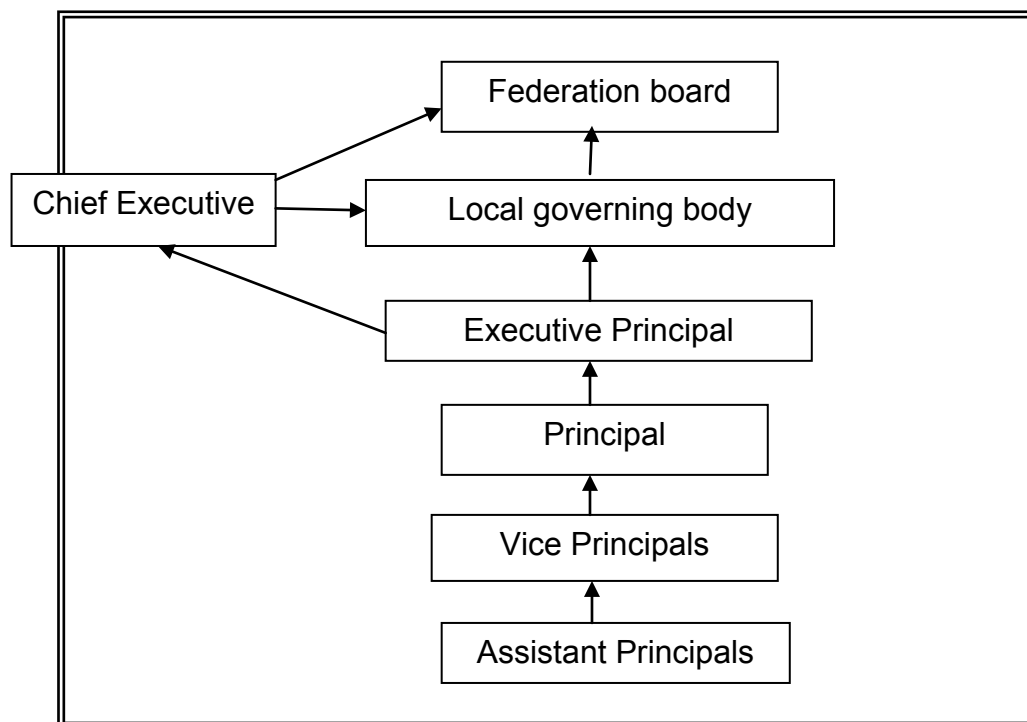 Federation board
Chief Executive
Local governing body
Executive Principal
Principal
Vice Principals
Assistant Principals